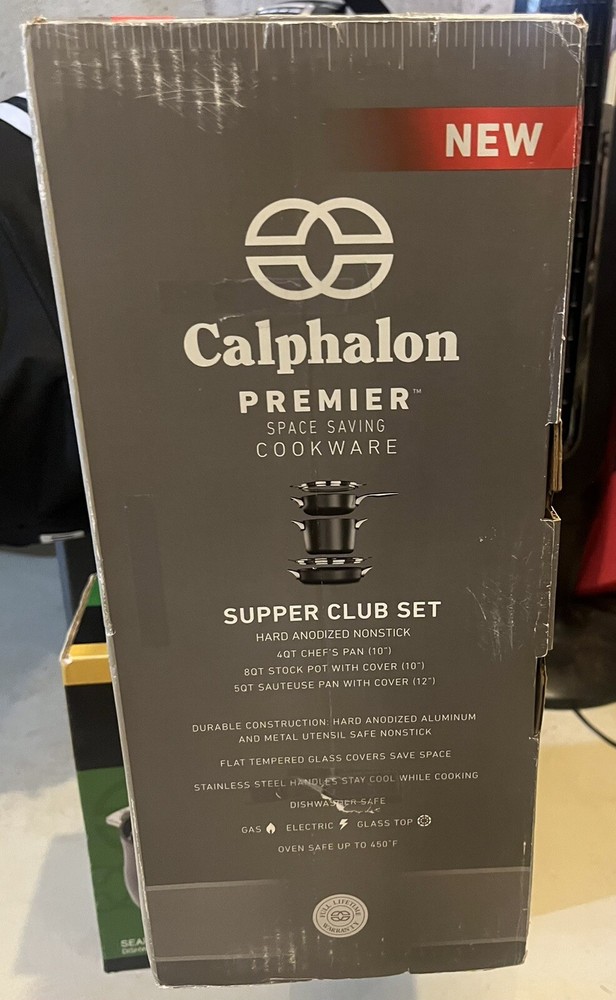 NEW
Calphalon
PREMIER™
SPACE SAVING
COOKWARE
SUPPER CLUB SET
HARD ANODIZED NONSTICK
4QT CHEF'S PAN (10")
8QT STOCK POT WITH COVER (10")
5QT SAUTEUSE PAN WITH COVER (12")
DURABLE CONSTRUCTION: HARD ANODIZED ALUMINUM
AND METAL UTENSIL SAFE NONSTICK
FLAT TEMPERED GLASS COVERS SAVE SPACE
STAINLESS STEEL HANDLES STAY COOL WHILE COOKING
DISHWASHER SAFE
GAS ELECTRIC GLASS TOP
OVEN SAFE UP TO 450°F
FULL LIFETIME
WARRANTY